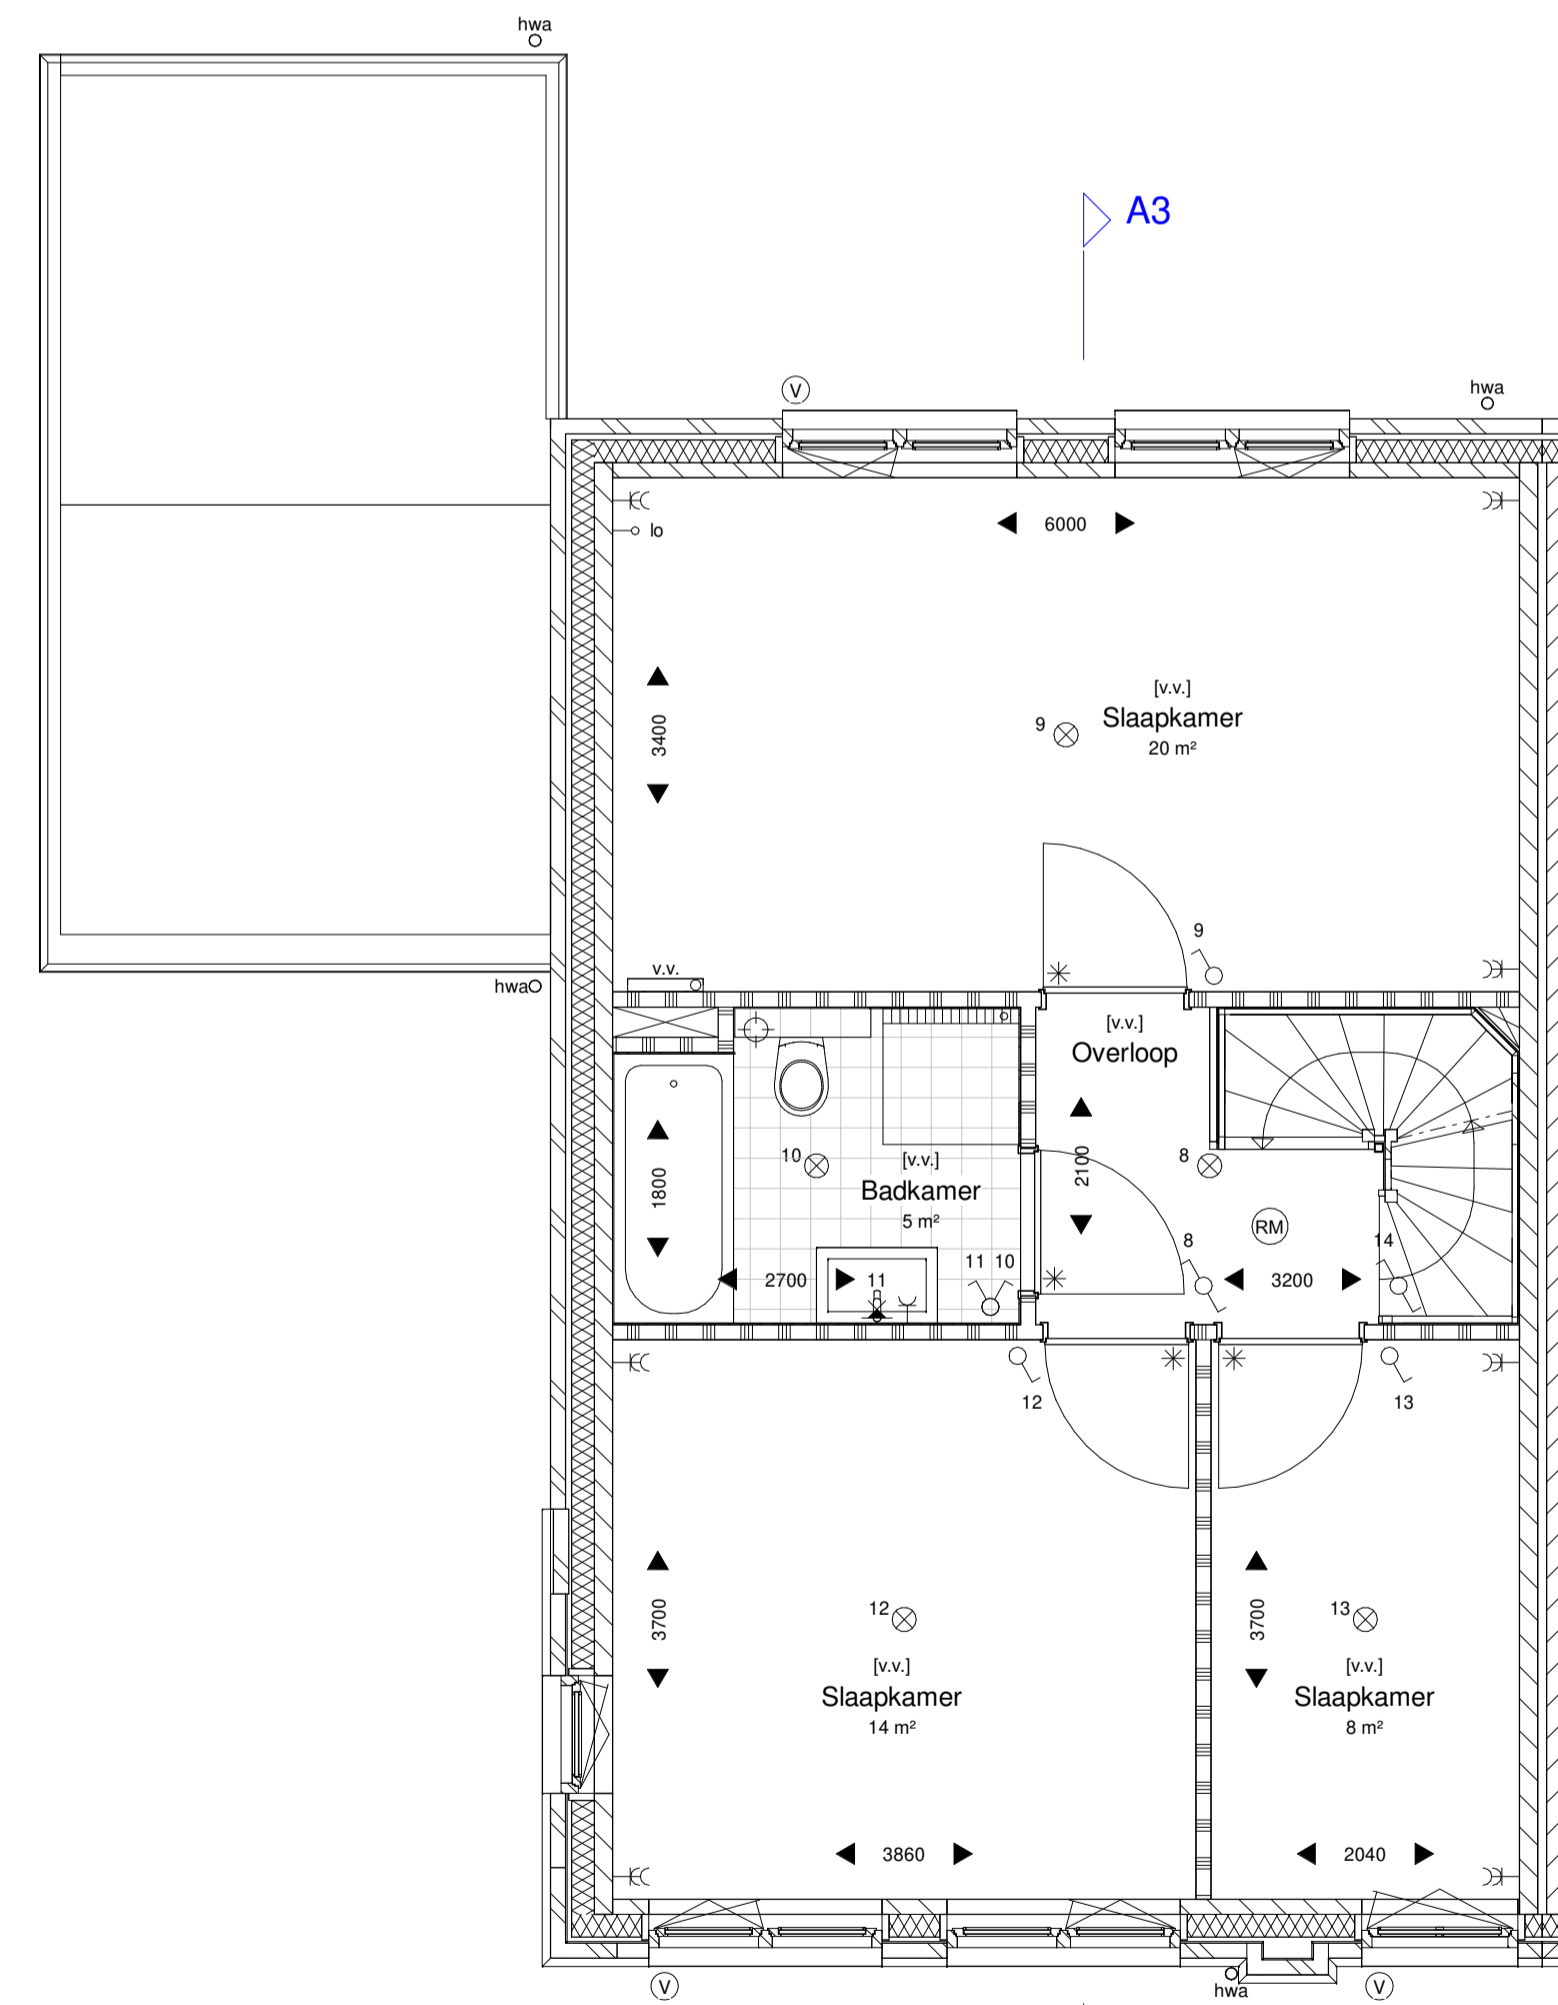 hwa
A3
V
hwa
6000
lo
3400
[v.v.]
9
Slaapkamer
20 m²
9
v.v.
hwa
[v.v.]
Overloop
2100
10
[v.v.]
8
1800
Badkamer
5 m²
RM
8
14
11 10
2700
11
3200
12
13
12
13
3700
3700
[v.v.]
[v.v.]
Slaapkamer
Slaapkamer
14 m²
8 m²
3860
2040
V
hwa
V